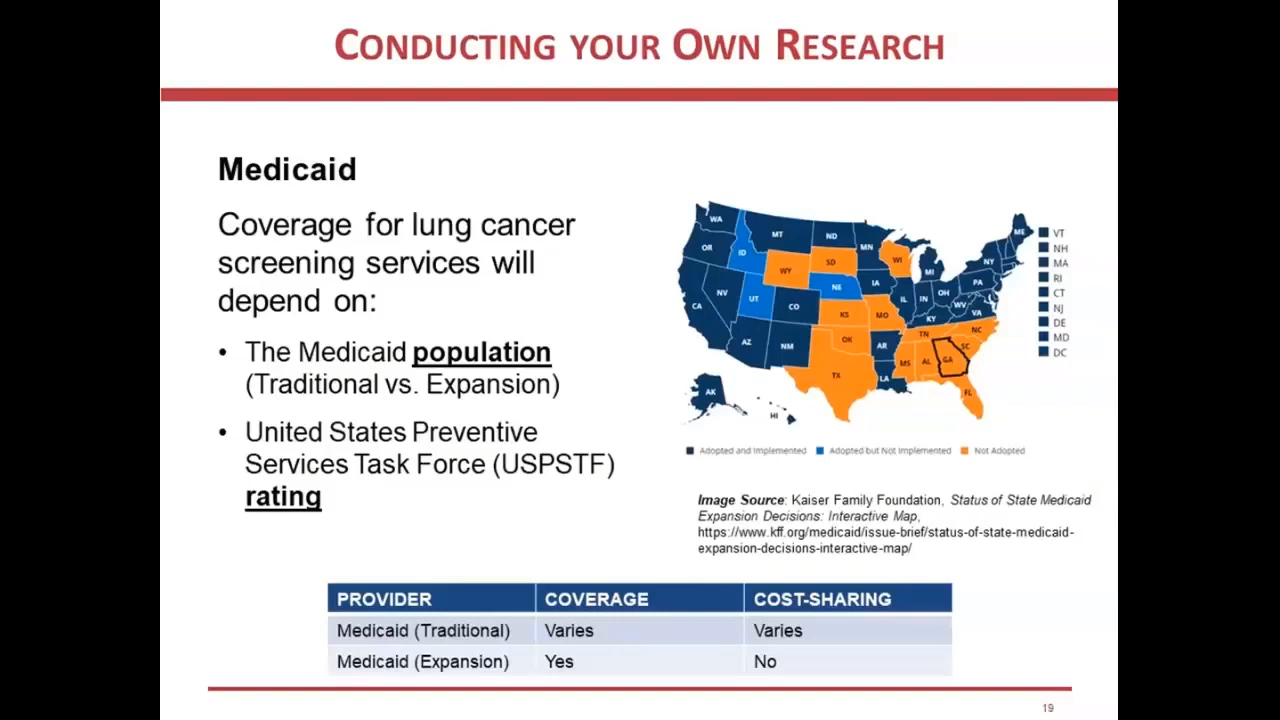 CONDUCTING YOUR OWN RESEARCH
Medicaid
Coverage for lung cancer
screening services will
depend on:
• The Medicaid population
(Traditional vs. Expansion)
• United States Preventive
Services Task Force (USPSTF)
rating
WA
OR
CA
NV
ID
MT
WY
UT
AZ
CO
NM
ND
SD
NE
KS
OK
TX
MN
IA
MO
AR
LA
WI
IL
MI
IN
OH
KY
TN
MS
AL
GA
FL
SC
NC
VA
WV
PA
NY
ME
AK
HI
VT
NH
MA
RI
CT
NJ
DE
MD
DC
Adopted and Implemented Adopted but Not Implemented Not Adopted
Image Source: Kaiser Family Foundation, Status of State Medicaid
Expansion Decisions: Interactive Map,
https://www.kff.org/medicaid/issue-brief/status-of-state-medicaid-
expansion-decisions-interactive-map/
PROVIDER COVERAGE COST-SHARING
Medicaid (Traditional) Varies Varies
Medicaid (Expansion) Yes No
19